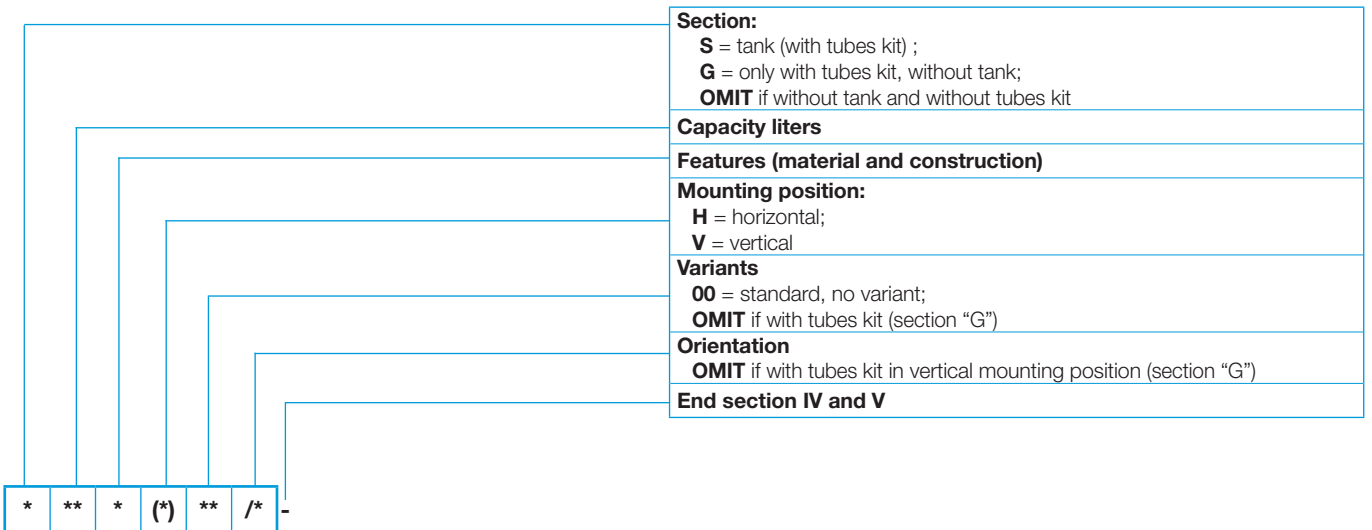 Section:
S = tank (with tubes kit) ;
G = only with tubes kit, without tank;
OMIT if without tank and without tubes kit
Capacity liters
Features (material and construction)
Mounting position:
H = horizontal;
V = vertical
Variants
00 = standard, no variant;
OMIT if with tubes kit (section “G”)
Orientation
OMIT if with tubes kit in vertical mounting position (section “G”)
End section IV and V
* ** * (*) ** /* -